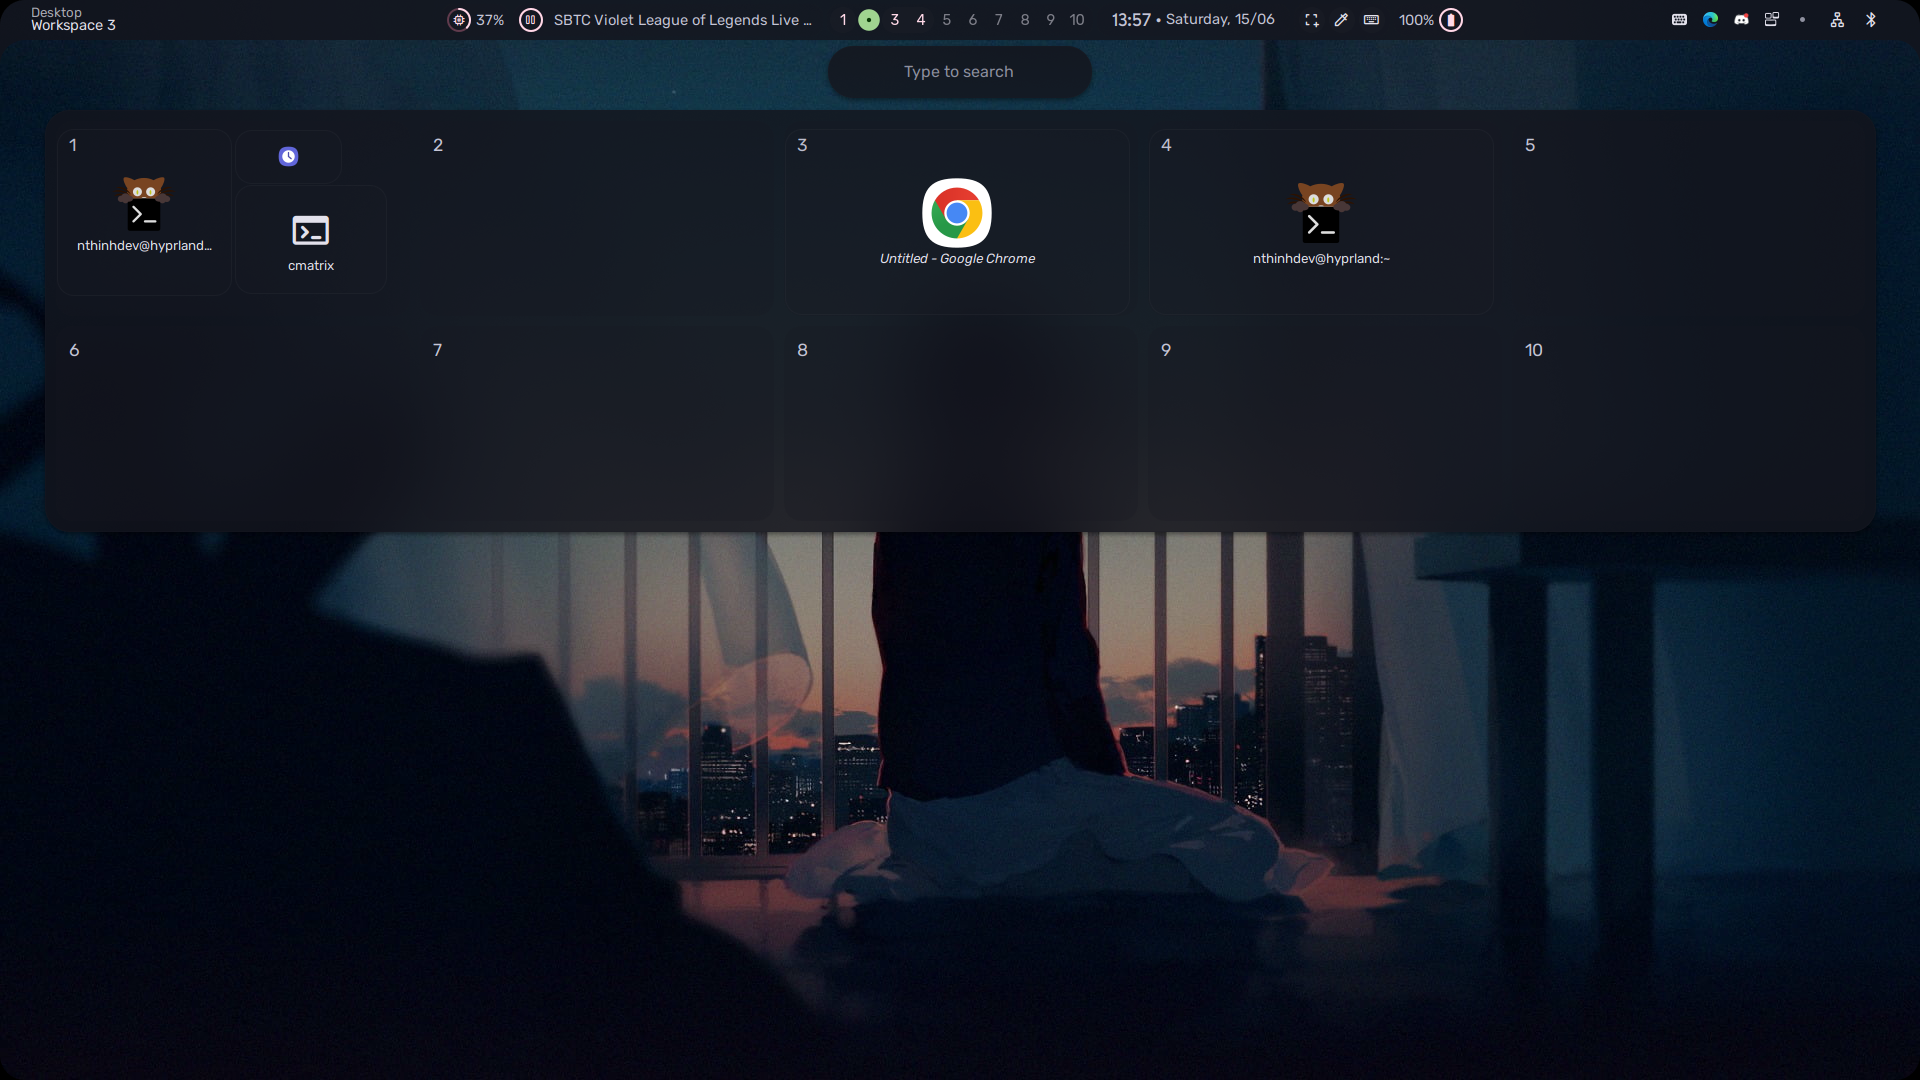 Desktop
Workspace 3
37%
SBTC Violet League of Legends Live ...
1 3 4 5 6 7 8 9 10
13:57 • Saturday, 15/06
100%
Type to search
1
2
3
4
5
nthinhdev@hyprland...
cmatrix
Untitled - Google Chrome
nthinhdev@hyprland:~
6
7
8
9
10